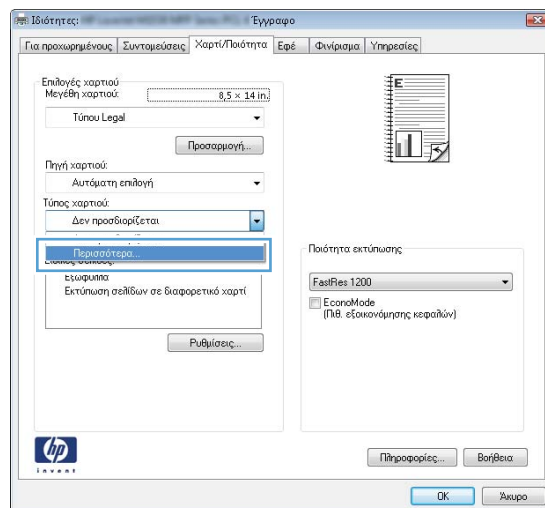 Ιδιότητες: Έγγραφο
Για προχωρημένους Συντομεύσεις Χαρτί/Ποιότητα Εφέ Φινίρισμα Υπηρεσίες
Επιλογές χαρτιού
Μεγέθη χαρτιού: 8,5 × 14 in.
Τύπου Legal
Προσαρμογή...
Πηγή χαρτιού:
Αυτόματη επιλογή
Τύπος χαρτιού:
Δεν προσδιορίζεται
Περισσότερα...
Εξώφυλλα
Εκτύπωση σελίδων σε διαφορετικό χαρτί
Ρυθμίσεις...
E
Ποιότητα εκτύπωσης
FastRes 1200
EconoMode
(Πιθ. εξοικονόμησης κεφαλών)
hp
invent
Πληροφορίες... Βοήθεια
OK Άκυρο